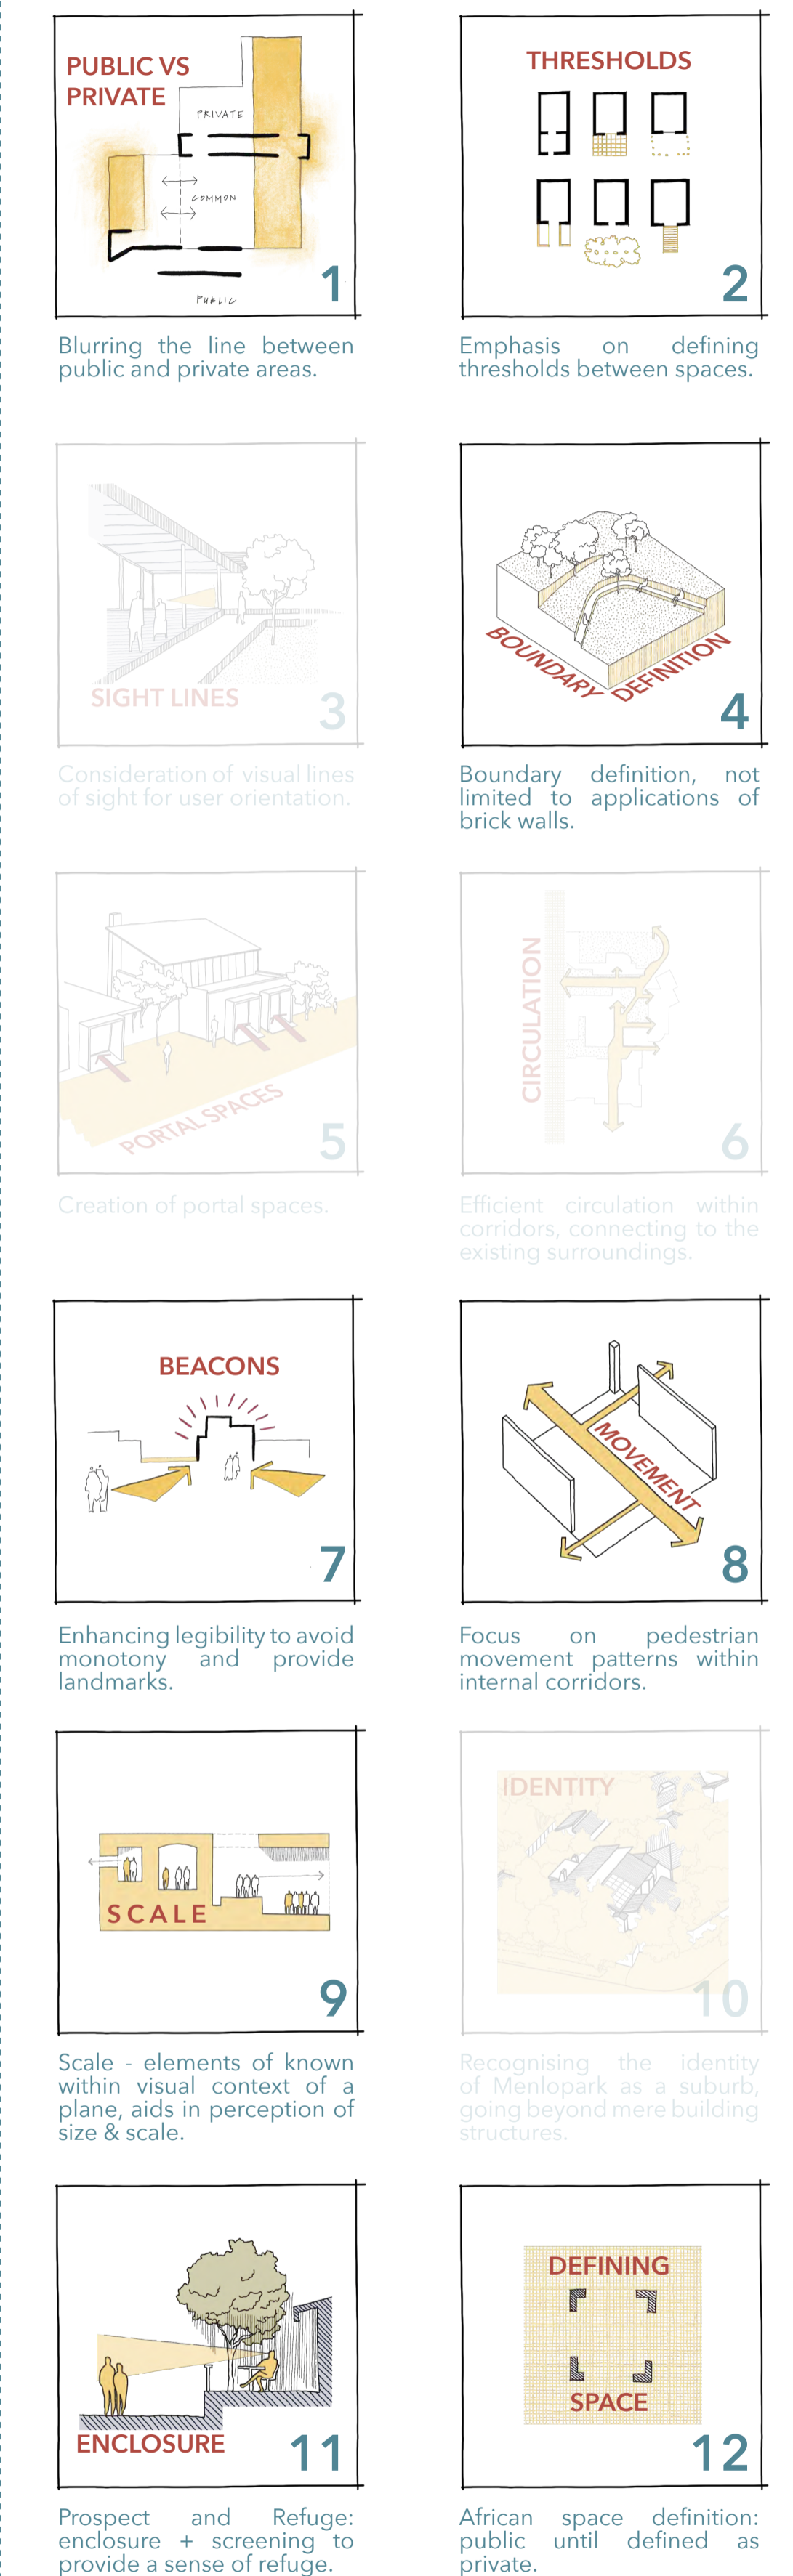 PUBLIC VS
PRIVATE
PRIVATE
COMMON
PUBLIC
1
Blurring the line between
public and private areas.
THRESHOLDS
2
Emphasis on defining
thresholds between spaces.
SIGHT LINES
3
Consideration of visual lines
of sight for user orientation.
BOUNDARY DEFINITION
4
Boundary definition, not
limited to applications of
brick walls.
PORTAL SPACES
5
Creation of portal spaces.
CIRCULATION
6
Efficient circulation within
corridors, connecting to the
existing surroundings.
BEACONS
7
Enhancing legibility to avoid
monotony and provide
landmarks.
MOVEMENT
8
Focus on pedestrian
movement patterns within
internal corridors.
SCALE
9
Scale - elements of known
within visual context of a
plane, aids in perception of
size & scale.
IDENTITY
10
Recognising the identity
of Menlopark as a suburb,
going beyond mere building
structures.
ENCLOSURE
11
Prospect and Refuge:
enclosure + screening to
provide a sense of refuge.
DEFINING
SPACE
12
African space definition:
public until defined as
private.